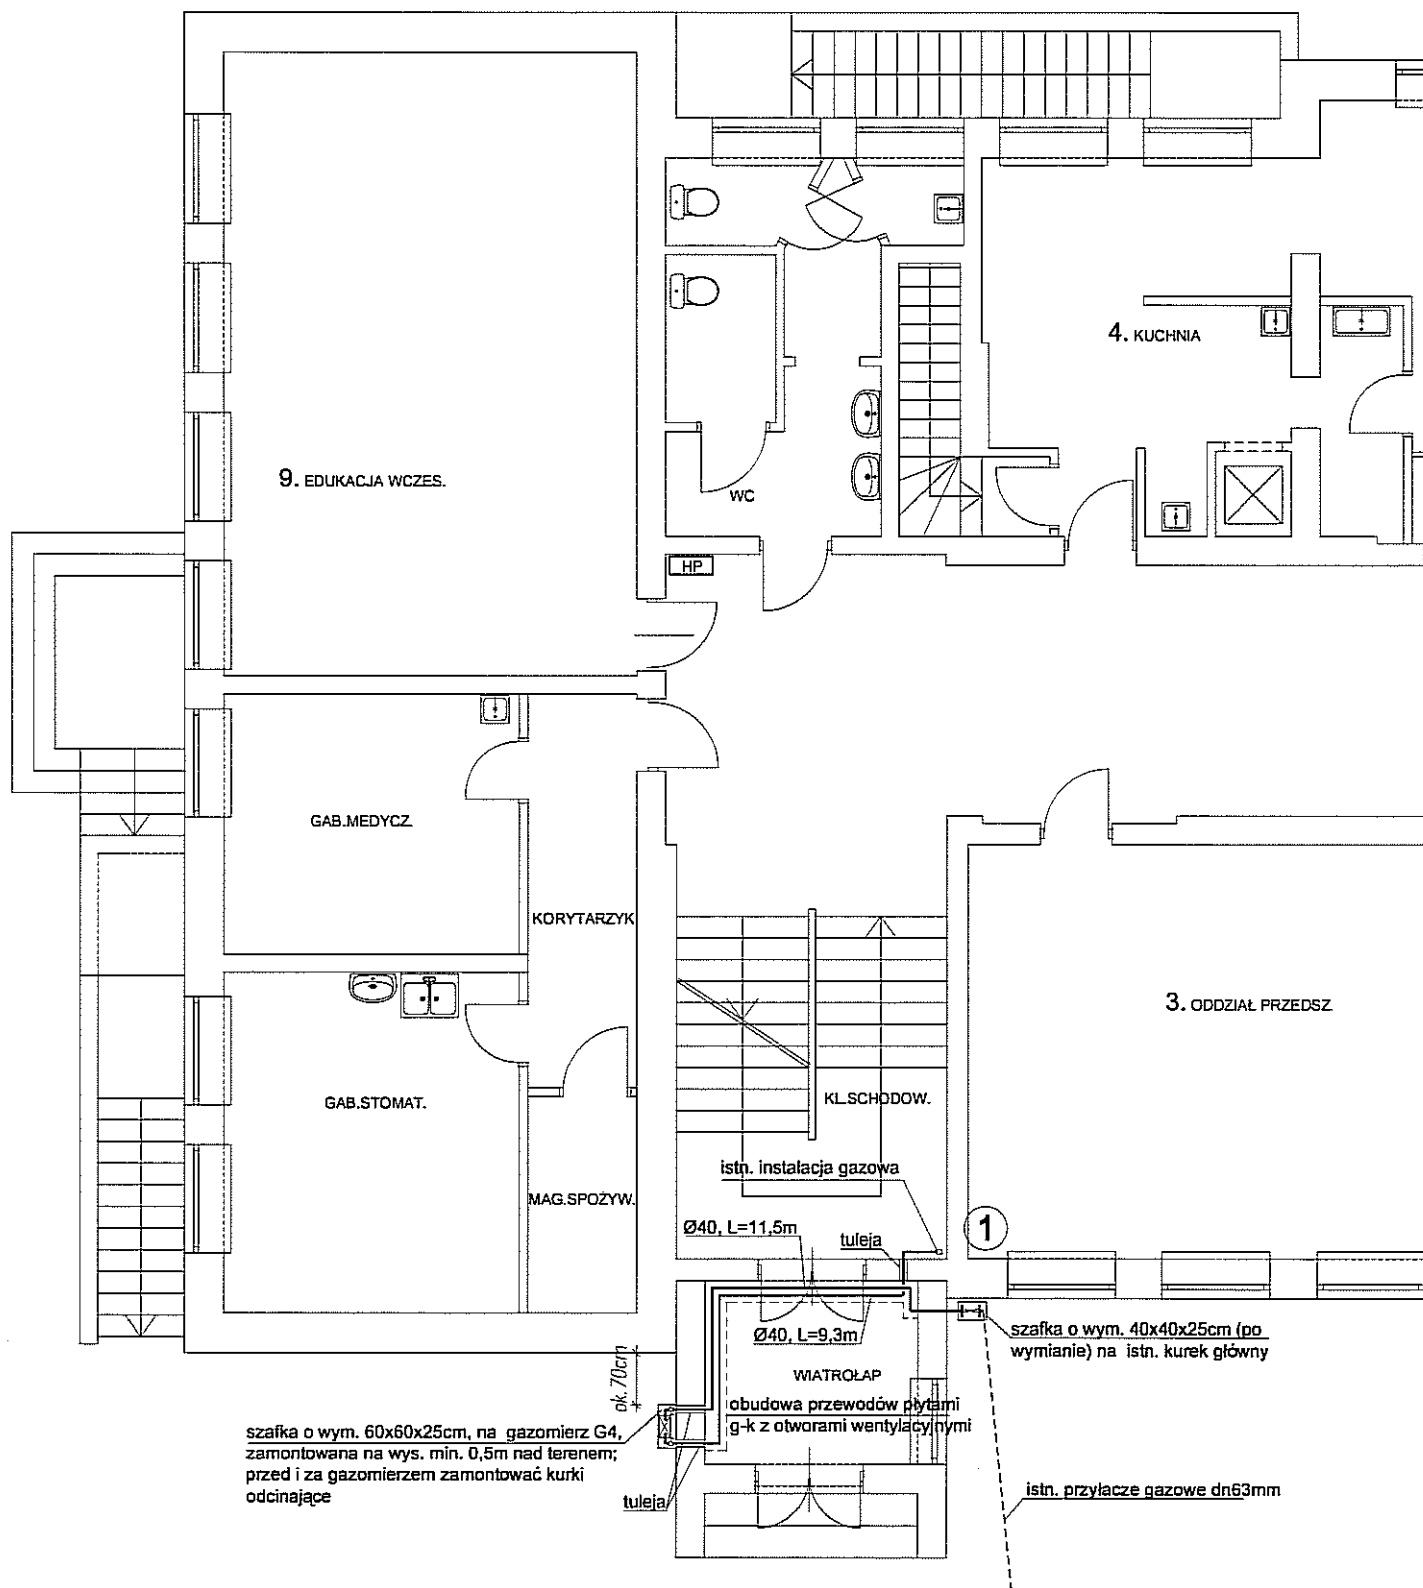 4. KUCHNIA
9. EDUKACJA WCZES.
WC
HP
GAB.MEDYCZ.
KORYTARZYK
3. ODDZIAŁ PRZEDSZ.
GAB.STOMAT.
KL.SCHODOW.
istn. instalacja gazowa
MAG.SPOŻYW.
Ø40, L=11,5m
tuleja
1
Ø40, L=9,3m
szafka o wym. 40x40x25cm (po
wymianie) na istn. kurek główny
WIATROŁAP
ok.70cm
obudowa przewodów płytami
g-k z otworami wentylacyjnymi
szafka o wym. 60x60x25cm, na gazomierz G4,
zamontowana na wys. min. 0,5m nad terenem;
przed i za gazomierzem zamontować kurki
odcinające
tuleja
istn. przyłacze gazowe dn63mm